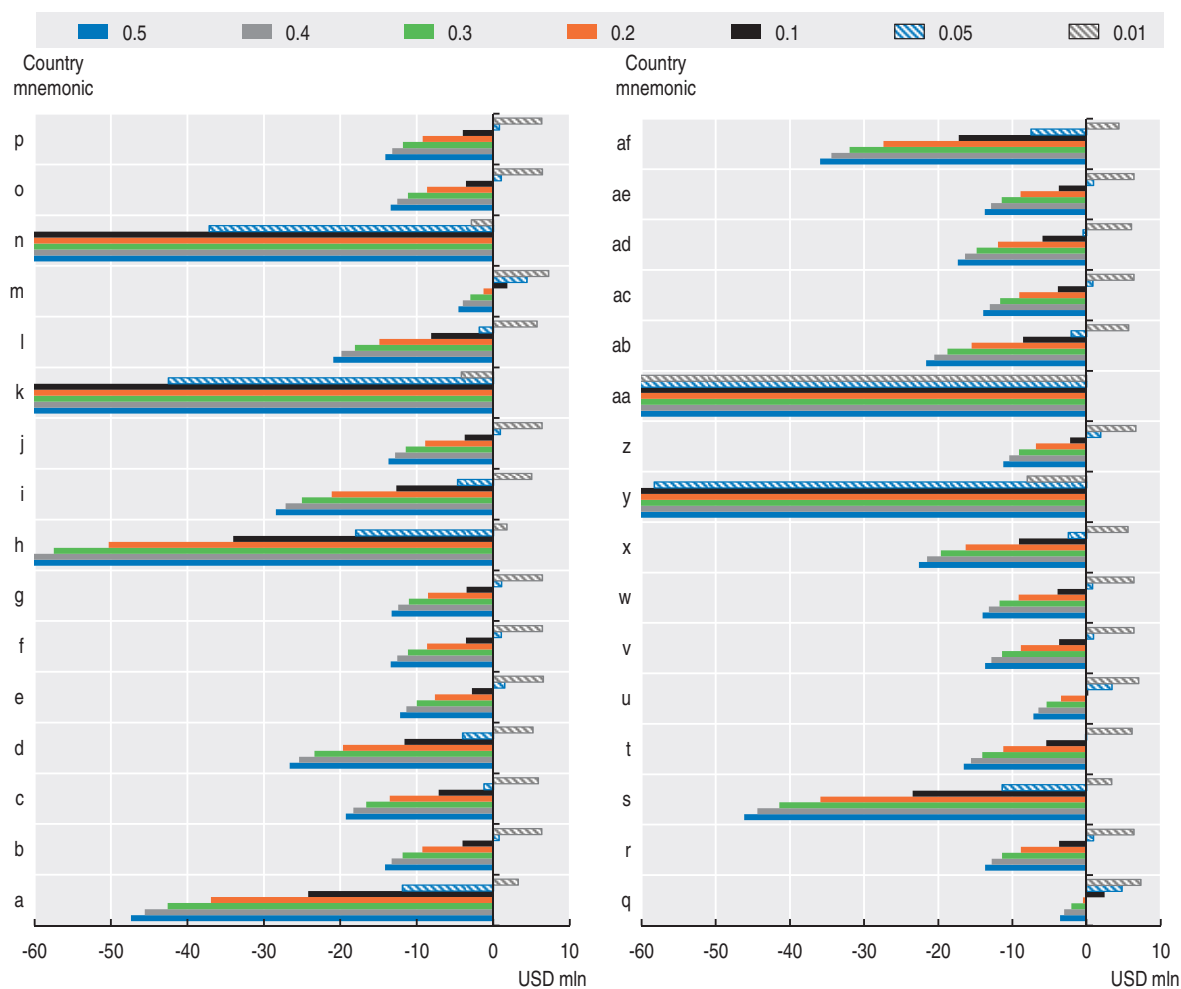 0.5 0.4 0.3 0.2 0.1 0.05 0.01
Country
mnemonic
p
o
n
m
l
k
j
i
h
g
f
e
d
c
b
a
-60 -50 -40 -30 -20 -10 0 10
USD mln
Country
mnemonic
af
ae
ad
ac
ab
aa
z
y
x
w
v
u
t
s
r
q
-60 -50 -40 -30 -20 -10 0 10
USD mln